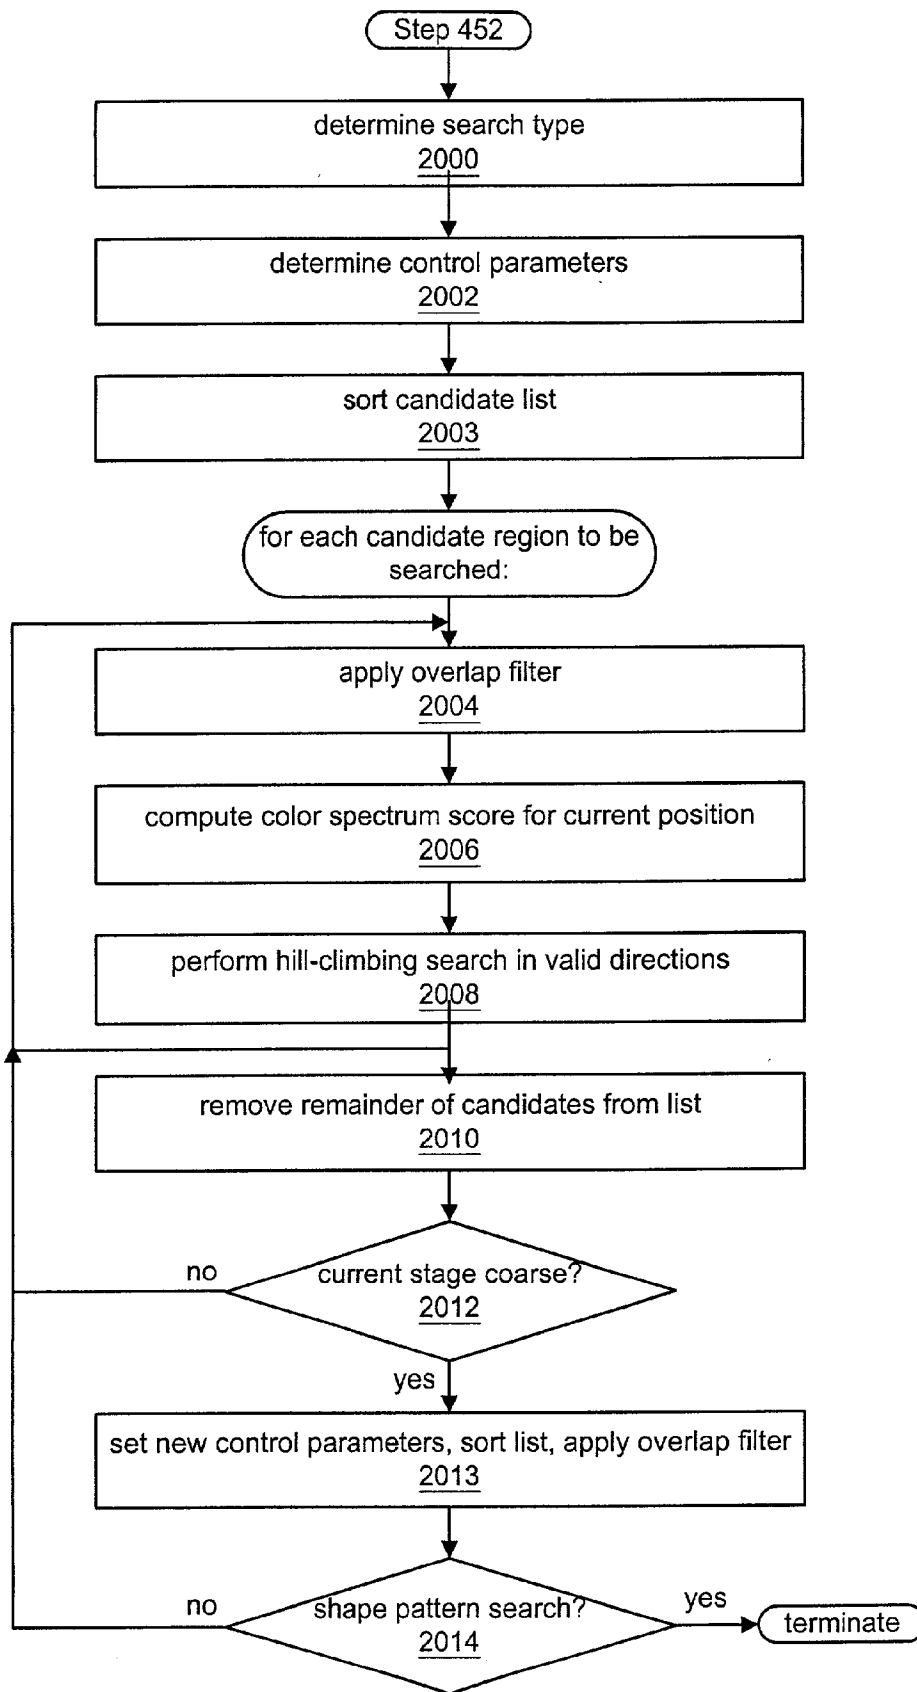 Step 452
determine search type
2000
determine control parameters
2002
sort candidate list
2003
for each candidate region to be
searched:
apply overlap filter
2004
compute color spectrum score for current position
2006
perform hill-climbing search in valid directions
2008
remove remainder of candidates from list
2010
no
current stage coarse?
2012
yes
set new control parameters, sort list, apply overlap filter
2013
no
shape pattern search?
2014
yes
terminate